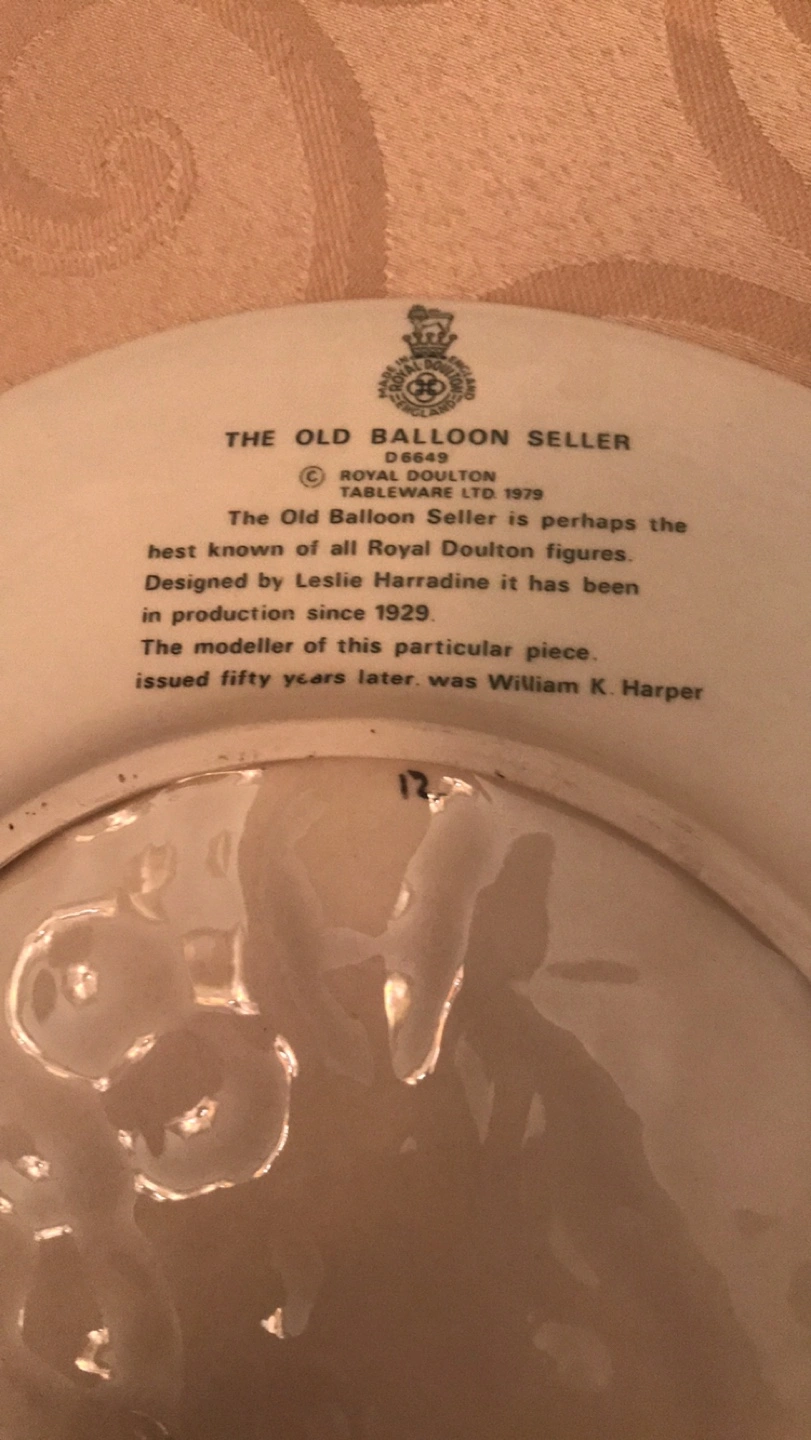 MADE IN ENGLAND
ROYAL DOULTON
ENGLAND
THE OLD BALLOON SELLER
D6649
© ROYAL DOULTON
TABLEWARE LTD. 1979
The Old Balloon Seller is perhaps the
best known of all Royal Doulton figures.
Designed by Leslie Harradine it has been
in production since 1929.
The modeller of this particular piece.
issued fifty years later. was William K. Harper
12